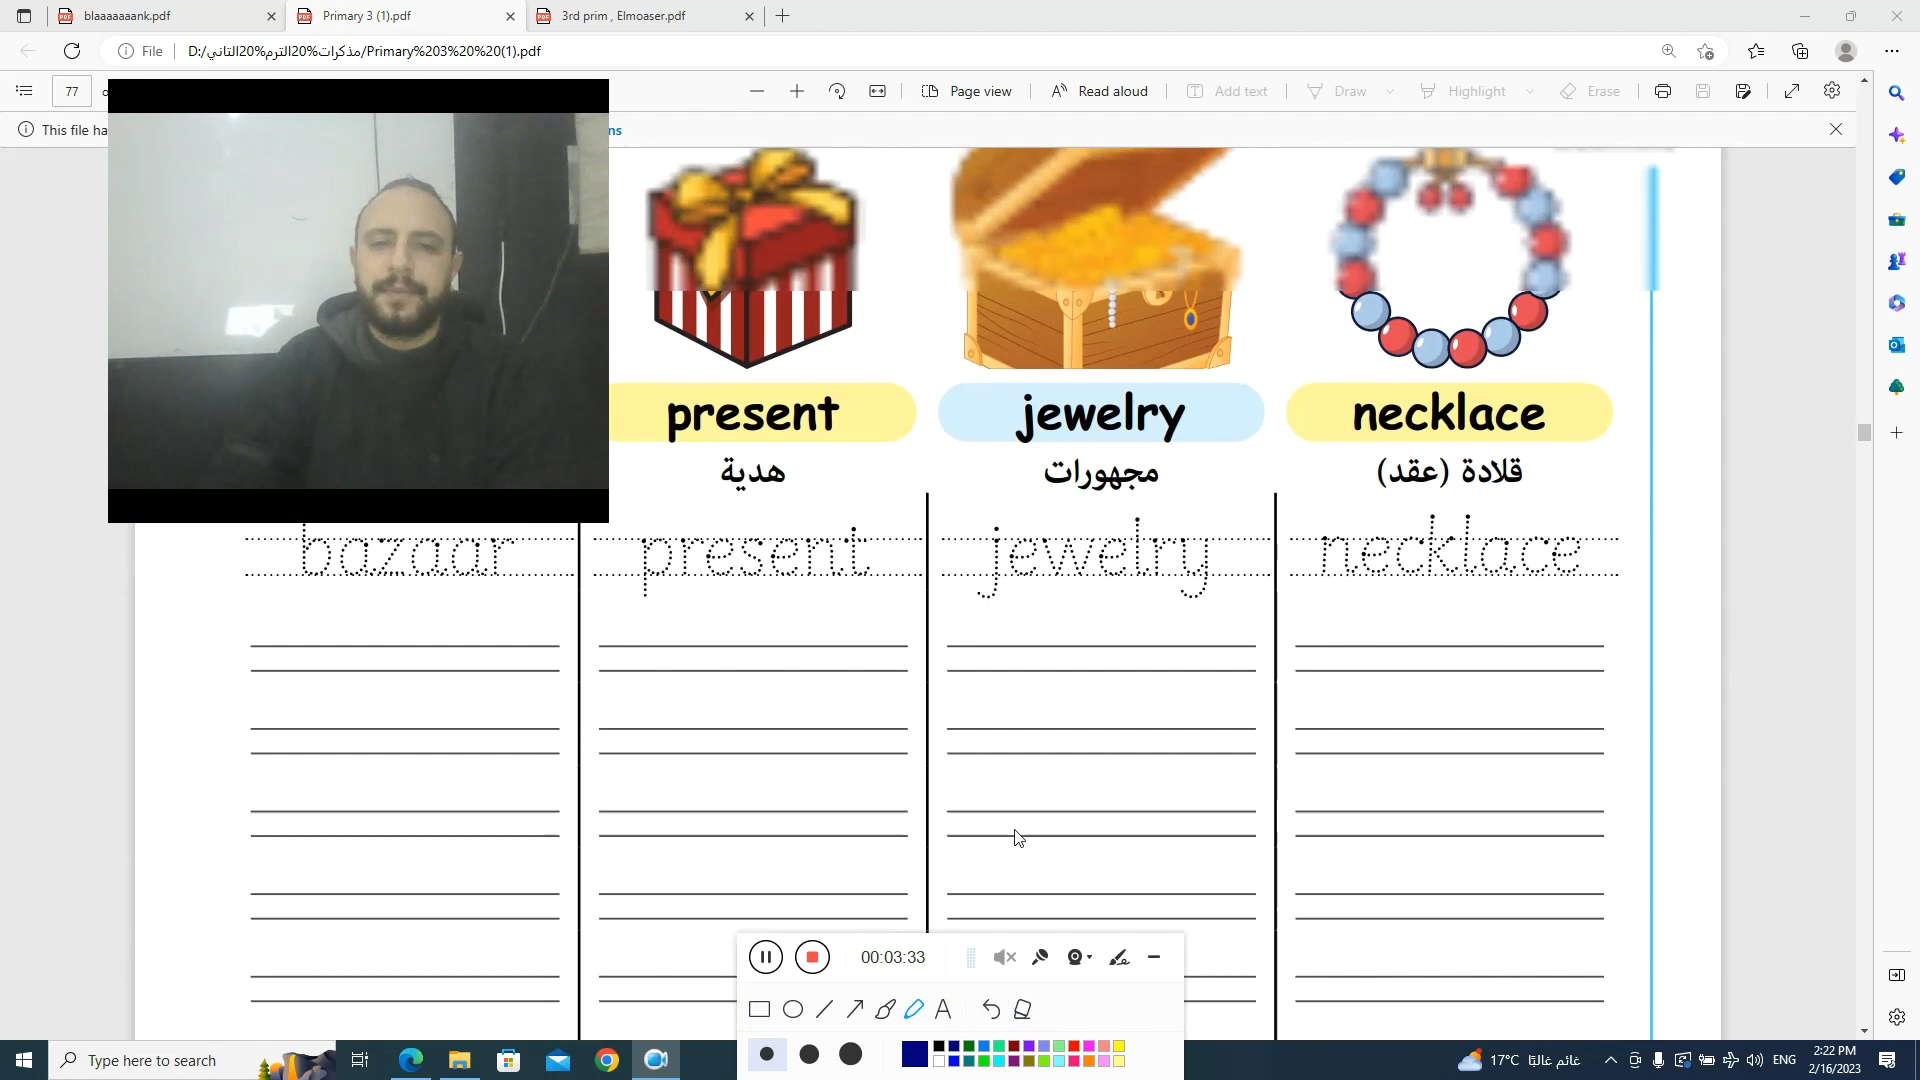 blaaaaaaank.pdf
Primary 3 (1).pdf
3rd prim , Elmoaser.pdf
File
D:/مذكرات%20الترم%20التاني/Primary%203%20%20(1).pdf
77
Page view
Read aloud
Add text
Draw
Highlight
Erase
This file ha
ns
present
jewelry
necklace
هدية
مجهورات
قلادة (عقد)
bazaar
present
jewelry
necklace
00:03:33
Type here to search
17°C غائم غالبًا
ENG
2:22 PM
2/16/2023